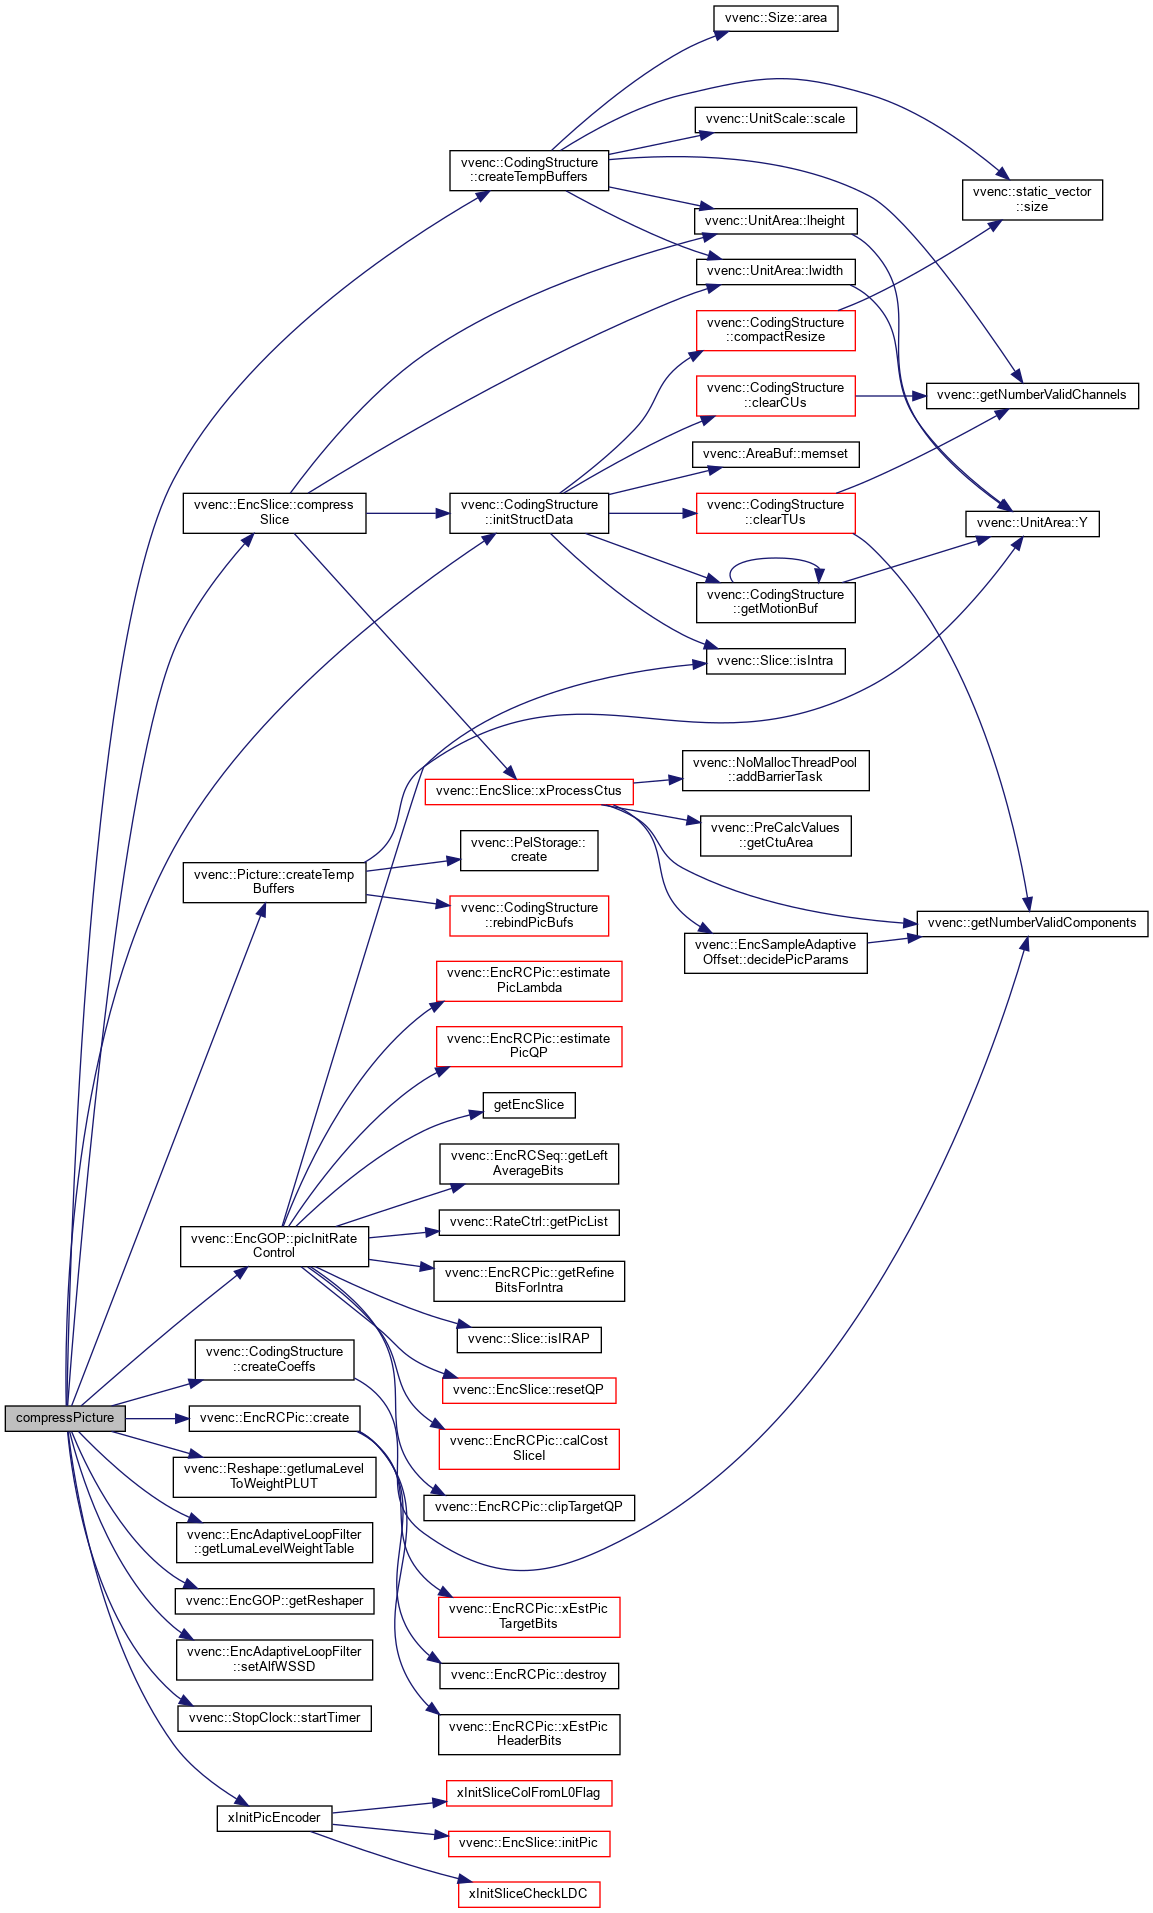 vvenc::Size::area
vvenc::UnitScale::scale
vvenc::CodingStructure
::createTempBuffers
vvenc::static_vector
::size
vvenc::UnitArea::lheight
vvenc::UnitArea::lwidth
vvenc::CodingStructure
::compactResize
vvenc::CodingStructure
::clearCUs
vvenc::getNumberValidChannels
vvenc::AreaBuf::memset
vvenc::EncSlice::compress
Slice
vvenc::CodingStructure
::initStructData
vvenc::CodingStructure
::clearTUs
vvenc::UnitArea::Y
vvenc::CodingStructure
::getMotionBuf
vvenc::Slice::isIntra
vvenc::NoMallocThreadPool
::addBarrierTask
vvenc::EncSlice::xProcessCtus
vvenc::PreCalcValues
::getCtuArea
vvenc::PelStorage::
create
vvenc::Picture::createTemp
Buffers
vvenc::CodingStructure
::rebindPicBufs
vvenc::getNumberValidComponents
vvenc::EncSampleAdaptive
Offset::decidePicParams
vvenc::EncRCPic::estimate
PicLambda
vvenc::EncRCPic::estimate
PicQP
getEncSlice
vvenc::EncRCSeq::getLeft
AverageBits
vvenc::RateCtrl::getPicList
vvenc::EncGOP::picInitRate
Control
vvenc::EncRCPic::getRefine
BitsForIntra
vvenc::Slice::isIRAP
vvenc::CodingStructure
::createCoeffs
vvenc::EncSlice::resetQP
compressPicture
vvenc::EncRCPic::create
vvenc::EncRCPic::calCost
SliceI
vvenc::Reshape::getlumaLevel
ToWeightPLUT
vvenc::EncRCPic::clipTargetQP
vvenc::EncAdaptiveLoopFilter
::getLumaLevelWeightTable
vvenc::EncGOP::getReshaper
vvenc::EncRCPic::xEstPic
TargetBits
vvenc::EncAdaptiveLoopFilter
::setAlfWSSD
vvenc::EncRCPic::destroy
vvenc::StopClock::startTimer
vvenc::EncRCPic::xEstPic
HeaderBits
xInitSliceColFromL0Flag
xInitPicEncoder
vvenc::EncSlice::initPic
xInitSliceCheckLDC